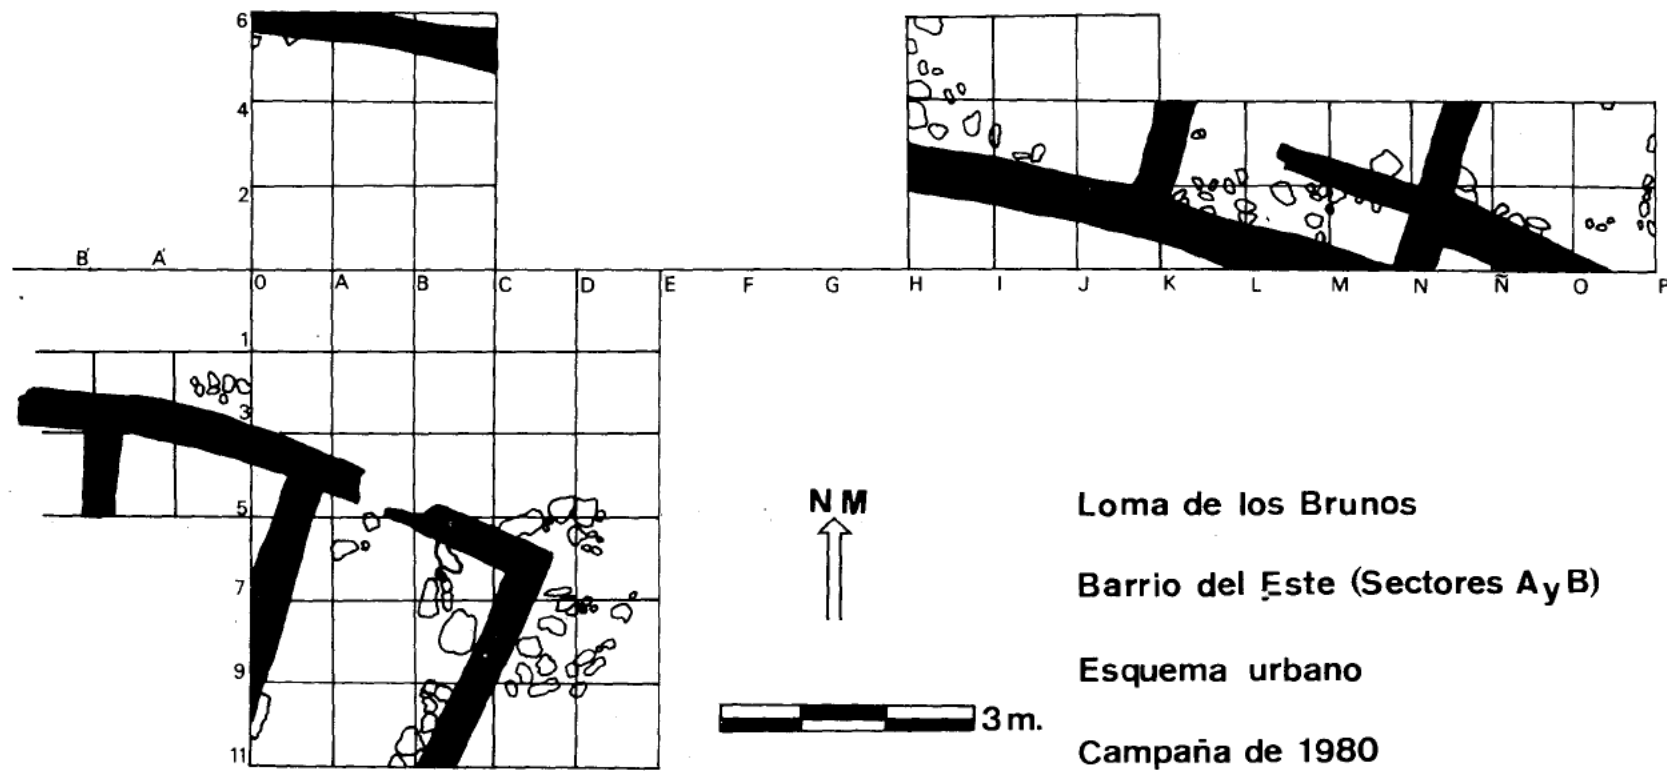 6
4
2
B' A'
O A B C D E F G H I J K L M N Ñ O P
1
3
5
7
9
11
NM
3 m.
Loma de los Brunos
Barrio del Este (Sectores A y B)
Esquema urbano
Campaña de 1980